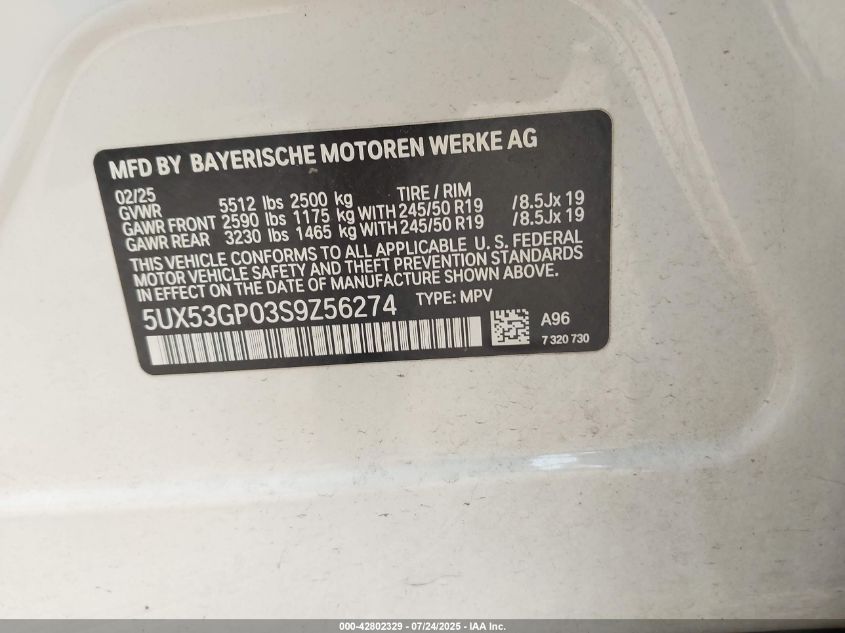 MFD BY BAYERISCHE MOTOREN WERKE AG
02/25 TIRE / RIM
GVWR 5512 lbs 2500 kg
GAWR FRONT 2590 lbs 1175 kg WITH 245/50 R19 /8.5Jx 19
GAWR REAR 3230 lbs 1465 kg WITH 245/50 R19 /8.5Jx 19
THIS VEHICLE CONFORMS TO ALL APPLICABLE U. S. FEDERAL
MOTOR VEHICLE SAFETY AND THEFT PREVENTION STANDARDS
IN EFFECT ON THE DATE OF MANUFACTURE SHOWN ABOVE.
5UX53GP03S9Z56274 TYPE: MPV
A96
7 320 730
000-42802329 - 07/24/2025 - IAA Inc.